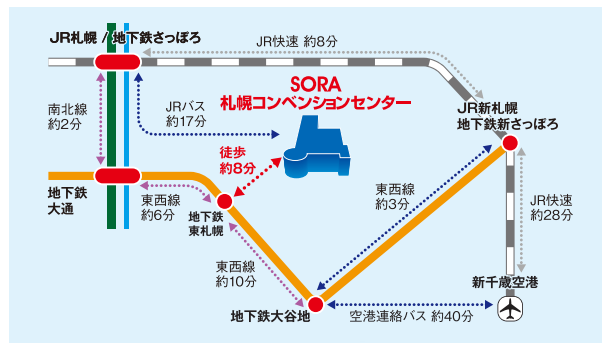 JR札幌 / 地下鉄さっぽろ
JR快速 約8分
SORA
札幌コンベンションセンター
南北線
約2分
JRバス
約17分
JR新札幌
地下鉄新さっぽろ
徒歩
約8分
地下鉄
大通
東西線
約6分
地下鉄
東札幌
東西線
約3分
JR快速
約28分
東西線
約10分
新千歳空港
地下鉄大谷地
空港連絡バス 約40分